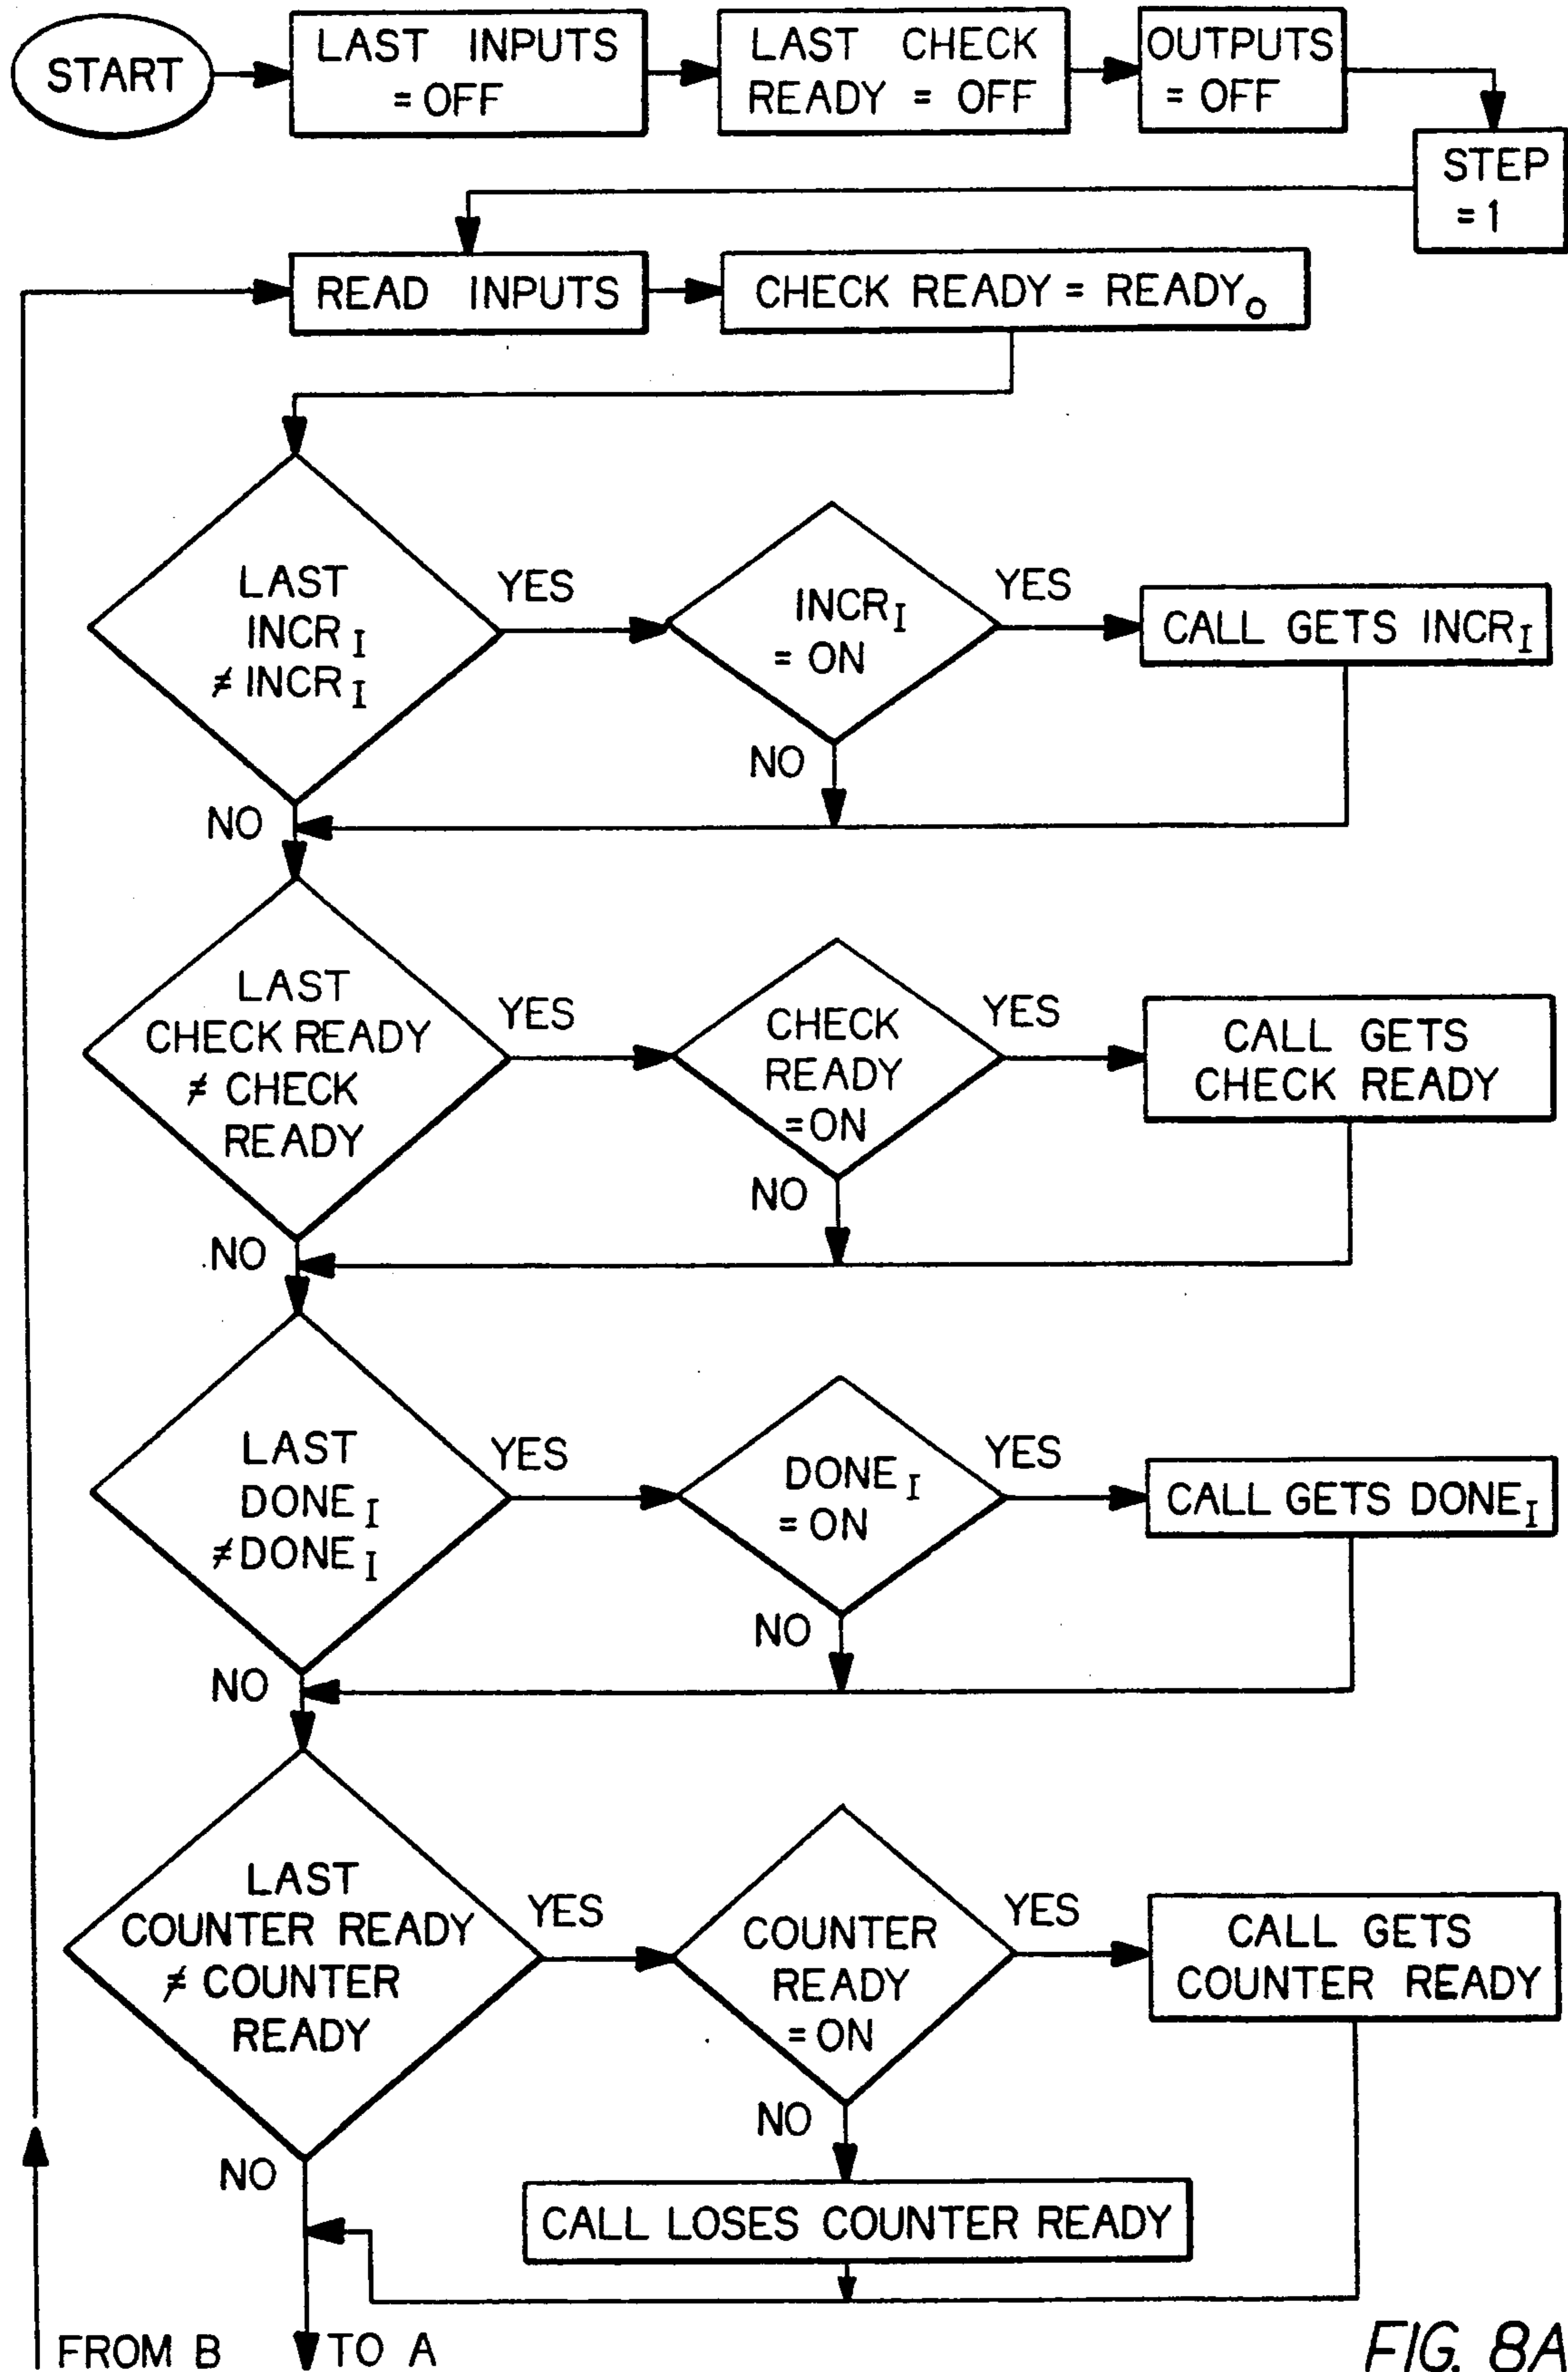 START
LAST INPUTS
= OFF
LAST CHECK
READY = OFF
OUTPUTS
= OFF
STEP
= 1
READ INPUTS
CHECK READY = READY₀
LAST
INCR I
≠ INCR I
YES
INCR I
= ON
YES
CALL GETS INCR I
NO
NO
LAST
CHECK READY
≠ CHECK
READY
YES
CHECK
READY
= ON
YES
CALL GETS
CHECK READY
NO
NO
LAST
DONE I
≠ DONE I
YES
DONE I
= ON
YES
CALL GETS DONE I
NO
NO
LAST
COUNTER READY
≠ COUNTER
READY
YES
COUNTER
READY
= ON
YES
CALL GETS
COUNTER READY
NO
NO
CALL LOSES COUNTER READY
FROM B
TO A
FIG. 8A